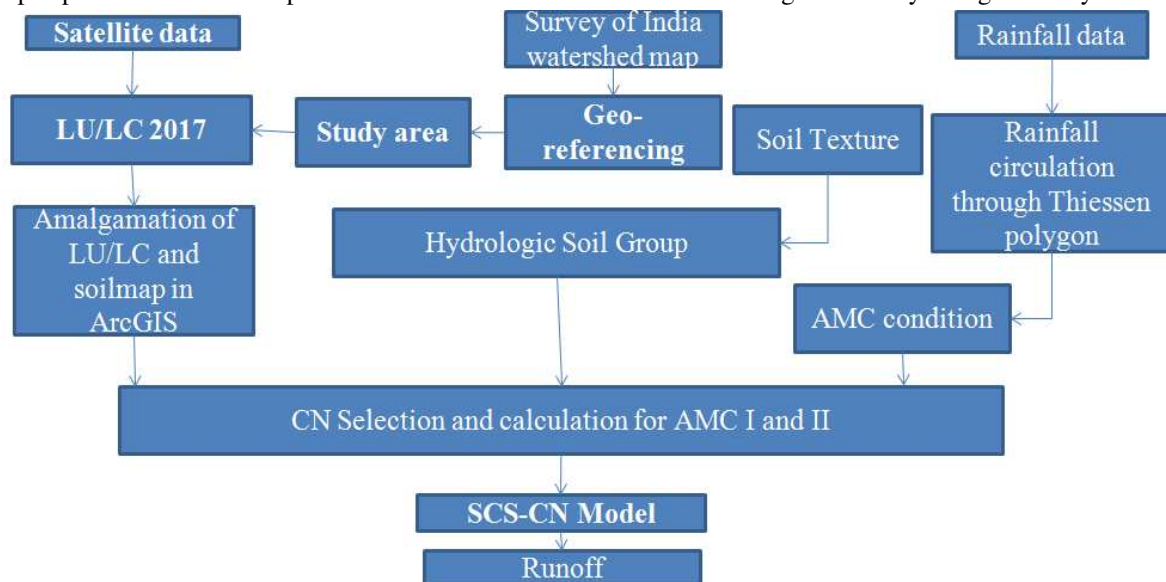 Satellite data
Survey of India
watershed map
Rainfall data
LU/LC 2017
Study area
Geo-
referencing
Soil Texture
Rainfall
circulation
through Thiessen
polygon
Amalgamation of
LU/LC and
soilmap in
ArcGIS
Hydrologic Soil Group
AMC condition
CN Selection and calculation for AMC I and II
SCS-CN Model
Runoff